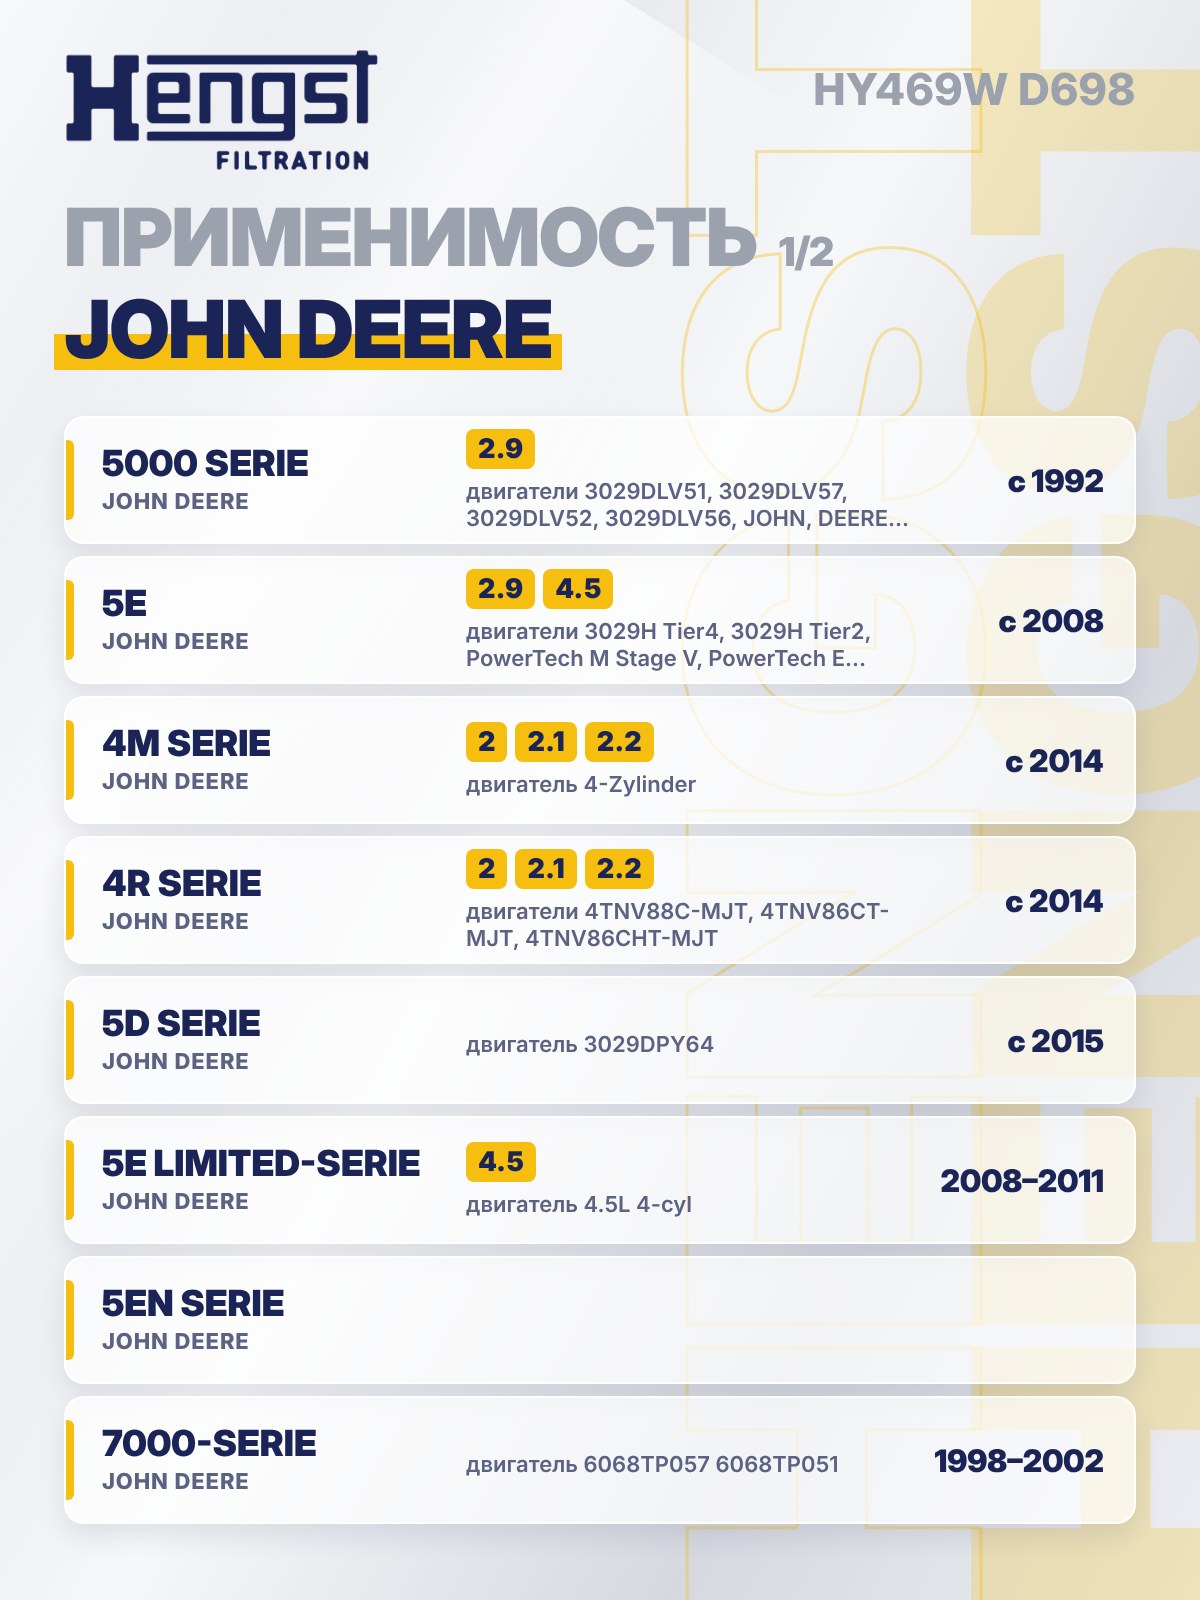 Hengst
FILTRATION
HY469W D698
ПРИМЕНИМОСТЬ 1/2
JOHN DEERE
5000 SERIE
JOHN DEERE
2.9
двигатели 3029DLV51, 3029DLV57,
3029DLV52, 3029DLV56, JOHN, DEERE...
с 1992
5E
JOHN DEERE
2.9 4.5
двигатели 3029H Tier4, 3029H Tier2,
PowerTech M Stage V, PowerTech E...
с 2008
4M SERIE
JOHN DEERE
2 2.1 2.2
двигатель 4-Zylinder
с 2014
4R SERIE
JOHN DEERE
2 2.1 2.2
двигатели 4TNV88C-MJT, 4TNV86CT-
MJT, 4TNV86CHT-MJT
с 2014
5D SERIE
JOHN DEERE
двигатель 3029DPY64
с 2015
5E LIMITED-SERIE
JOHN DEERE
4.5
двигатель 4.5L 4-cyl
2008–2011
5EN SERIE
JOHN DEERE
7000-SERIE
JOHN DEERE
двигатель 6068TP057 6068TP051
1998–2002
HENGST
HENGST